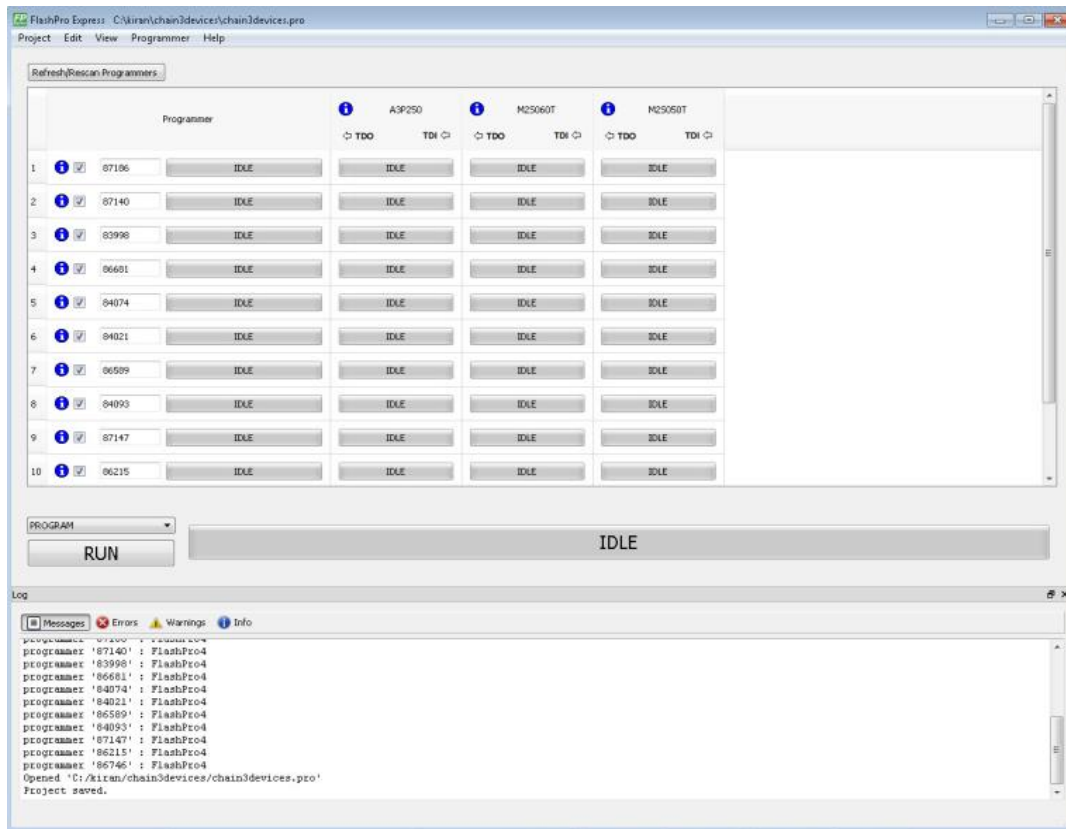 FlashPro Express C:\kiran\chain3devices\chain3devices.pro
Project Edit View Programmer Help
Refresh/Rescan Programmers
Programmer
A3P250 M2S060T M2S050T
TDO TDI TDO TDI TDO TDI
1 87186 IDLE IDLE IDLE IDLE
2 87140 IDLE IDLE IDLE IDLE
3 83998 IDLE IDLE IDLE IDLE
4 86681 IDLE IDLE IDLE IDLE
5 84074 IDLE IDLE IDLE IDLE
6 84021 IDLE IDLE IDLE IDLE
7 86589 IDLE IDLE IDLE IDLE
8 84093 IDLE IDLE IDLE IDLE
9 87147 IDLE IDLE IDLE IDLE
10 86215 IDLE IDLE IDLE IDLE
PROGRAM
RUN IDLE
Log
Messages Errors Warnings Info
programmer '87186' : FlashPro4
programmer '87140' : FlashPro4
programmer '83998' : FlashPro4
programmer '86681' : FlashPro4
programmer '84074' : FlashPro4
programmer '84021' : FlashPro4
programmer '86589' : FlashPro4
programmer '84093' : FlashPro4
programmer '87147' : FlashPro4
programmer '86215' : FlashPro4
programmer '86746' : FlashPro4
Opened 'C:/kiran/chain3devices/chain3devices.pro'
Project saved.